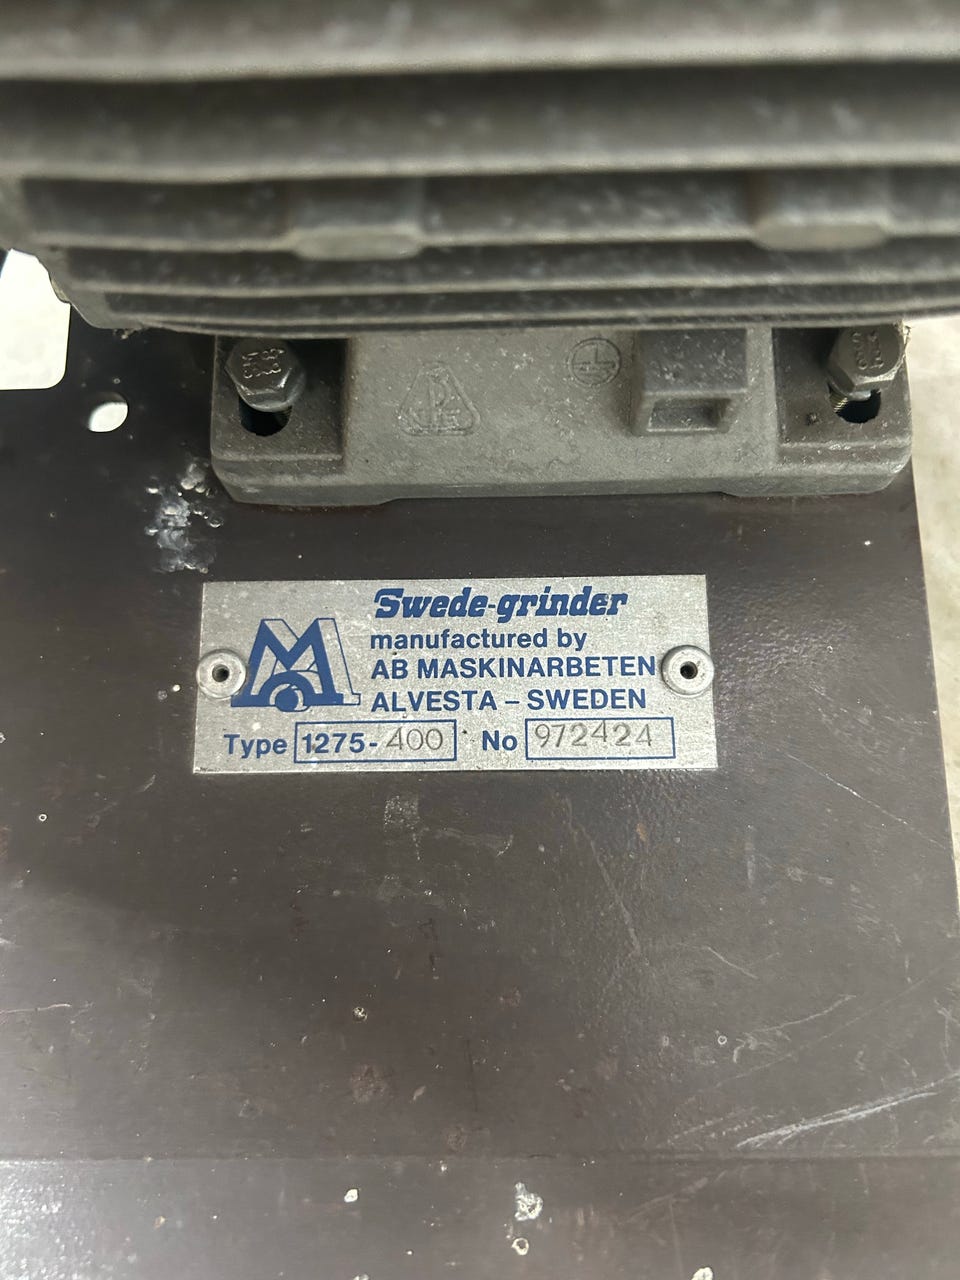 Swede-grinder
manufactured by
AB MASKINARBETEN
ALVESTA – SWEDEN
Type 1275-400 No 972424